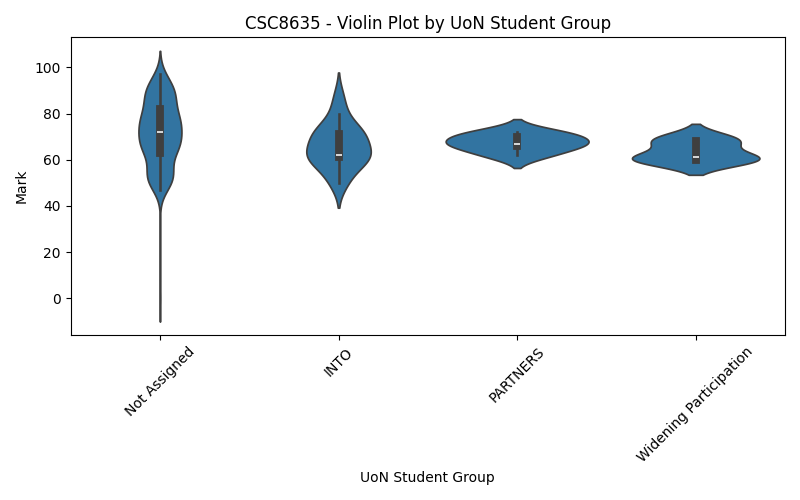 CSC8635 - Violin Plot by UoN Student Group
Mark
100
80
60
40
20
0
Not Assigned
INTO
PARTNERS
Widening Participation
UoN Student Group